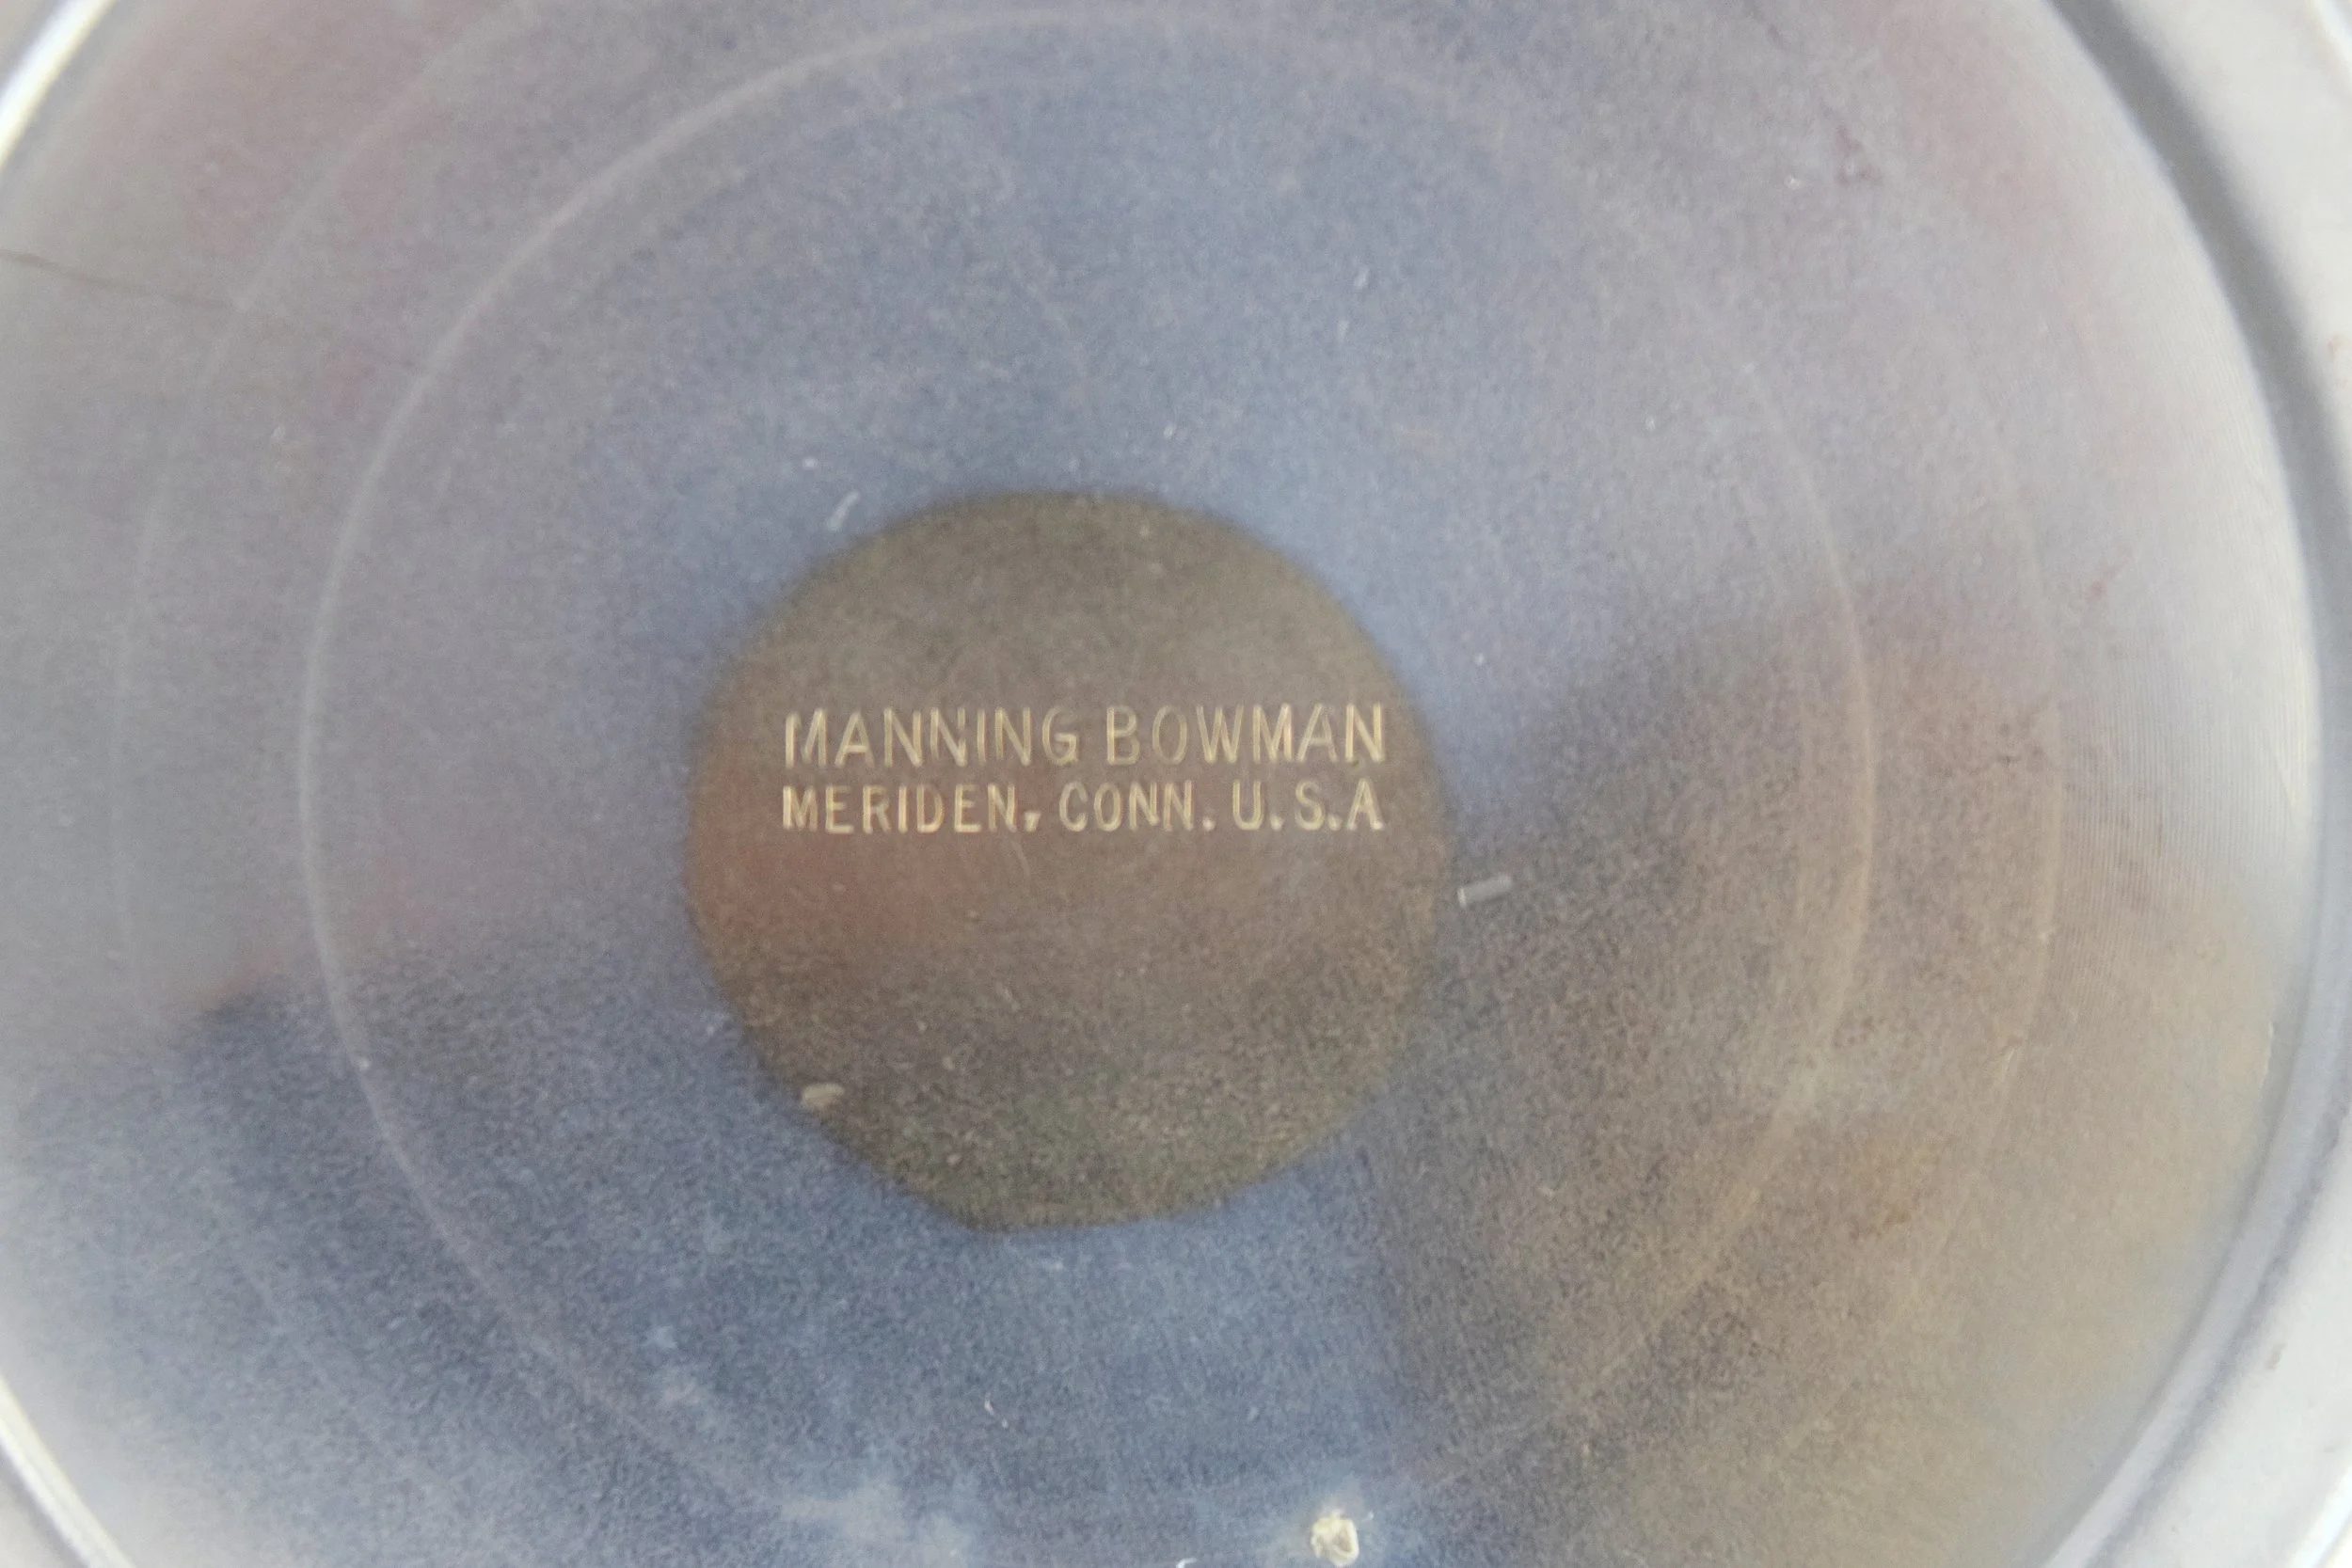 MANNING BOWMAN
MERIDEN, CONN. U.S.A